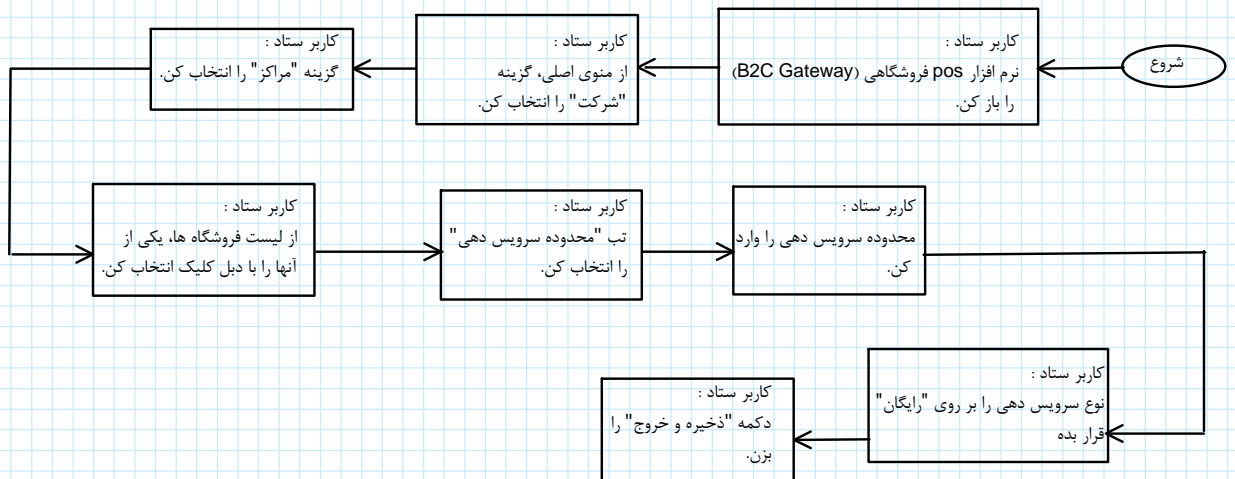 شروع
کاربر ستاد :
نرم افزار pos فروشگاهی (B2C Gateway)
را باز کن.
کاربر ستاد :
از منوی اصلی، گزینه
"شرکت" را انتخاب کن.
کاربر ستاد :
گزینه "مراکز" را انتخاب کن.
کاربر ستاد :
از لیست فروشگاه ها، یکی از
آنها را با دبل کلیک انتخاب کن.
کاربر ستاد :
تب "محدوده سرویس دهی"
را انتخاب کن.
کاربر ستاد :
محدوده سرویس دهی را وارد
کن.
کاربر ستاد :
نوع سرویس دهی را بر روی "رایگان"
قرار بده
کاربر ستاد :
دکمه "ذخیره و خروج" را
بزن.